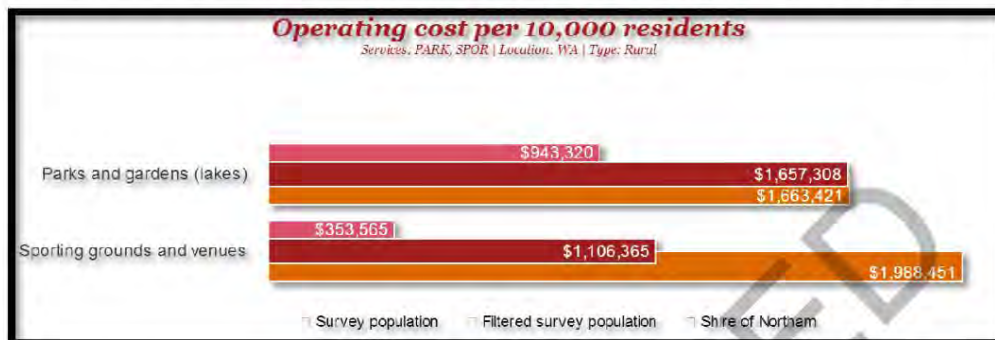 Operating cost per 10,000 residents
Services: PARK, SPOR | Location: WA | Type: Rural
Parks and gardens (lakes)
$943,320
$1,657,308
$1,663,421
Sporting grounds and venues
$353,565
$1,106,365
$1,988,451
Survey population Filtered survey population Shire of Northam